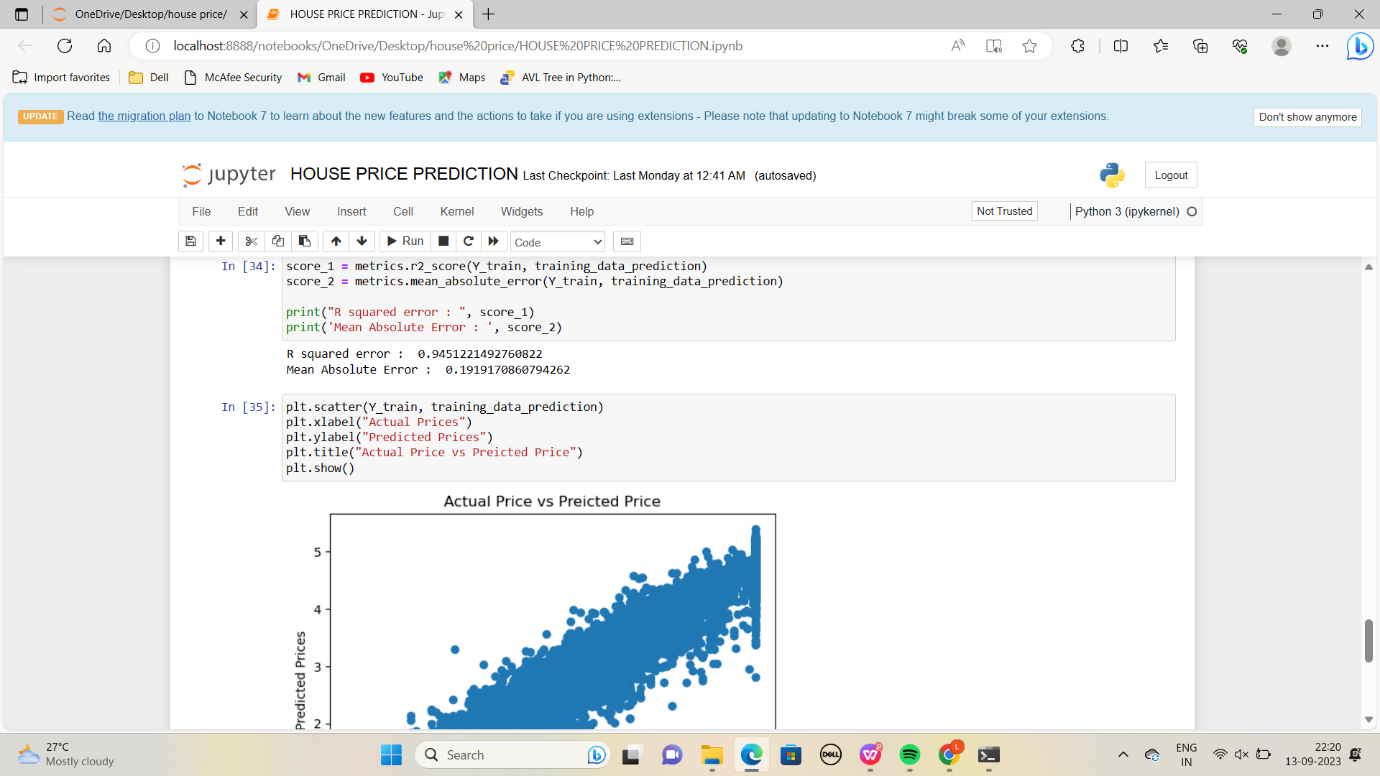 OneDrive/Desktop/house price/
HOUSE PRICE PREDICTION - Jup
localhost:8888/notebooks/OneDrive/Desktop/house%20price/HOUSE%20PRICE%20PREDICTION.ipynb
Import favorites
Dell
McAfee Security
Gmail
YouTube
Maps
AVL Tree in Python:...
UPDATE Read the migration plan to Notebook 7 to learn about the new features and the actions to take if you are using extensions - Please note that updating to Notebook 7 might break some of your extensions.
Don't show anymore
jupyter HOUSE PRICE PREDICTION Last Checkpoint: Last Monday at 12:41 AM (autosaved)
Logout
File Edit View Insert Cell Kernel Widgets Help
Not Trusted
Python 3 (ipykernel)
Run
Code
In [34]: score_1 = metrics.r2_score(Y_train, training_data_prediction)
score_2 = metrics.mean_absolute_error(Y_train, training_data_prediction)
print("R squared error : ", score_1)
print('Mean Absolute Error : ', score_2)
R squared error :  0.9451221492760822
Mean Absolute Error :  0.1919170860794262
In [35]: plt.scatter(Y_train, training_data_prediction)
plt.xlabel("Actual Prices")
plt.ylabel("Predicted Prices")
plt.title("Actual Price vs Preicted Price")
plt.show()
Actual Price vs Preicted Price
5
4
3
2
Predicted Prices
27°C
Mostly cloudy
Search
DELL
L
ENG
IN
22:20
13-09-2023